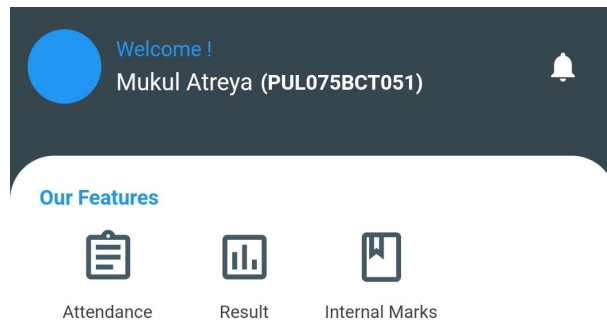 Welcome !
Mukul Atreya (PUL075BCT051)
Our Features
Attendance Result Internal Marks